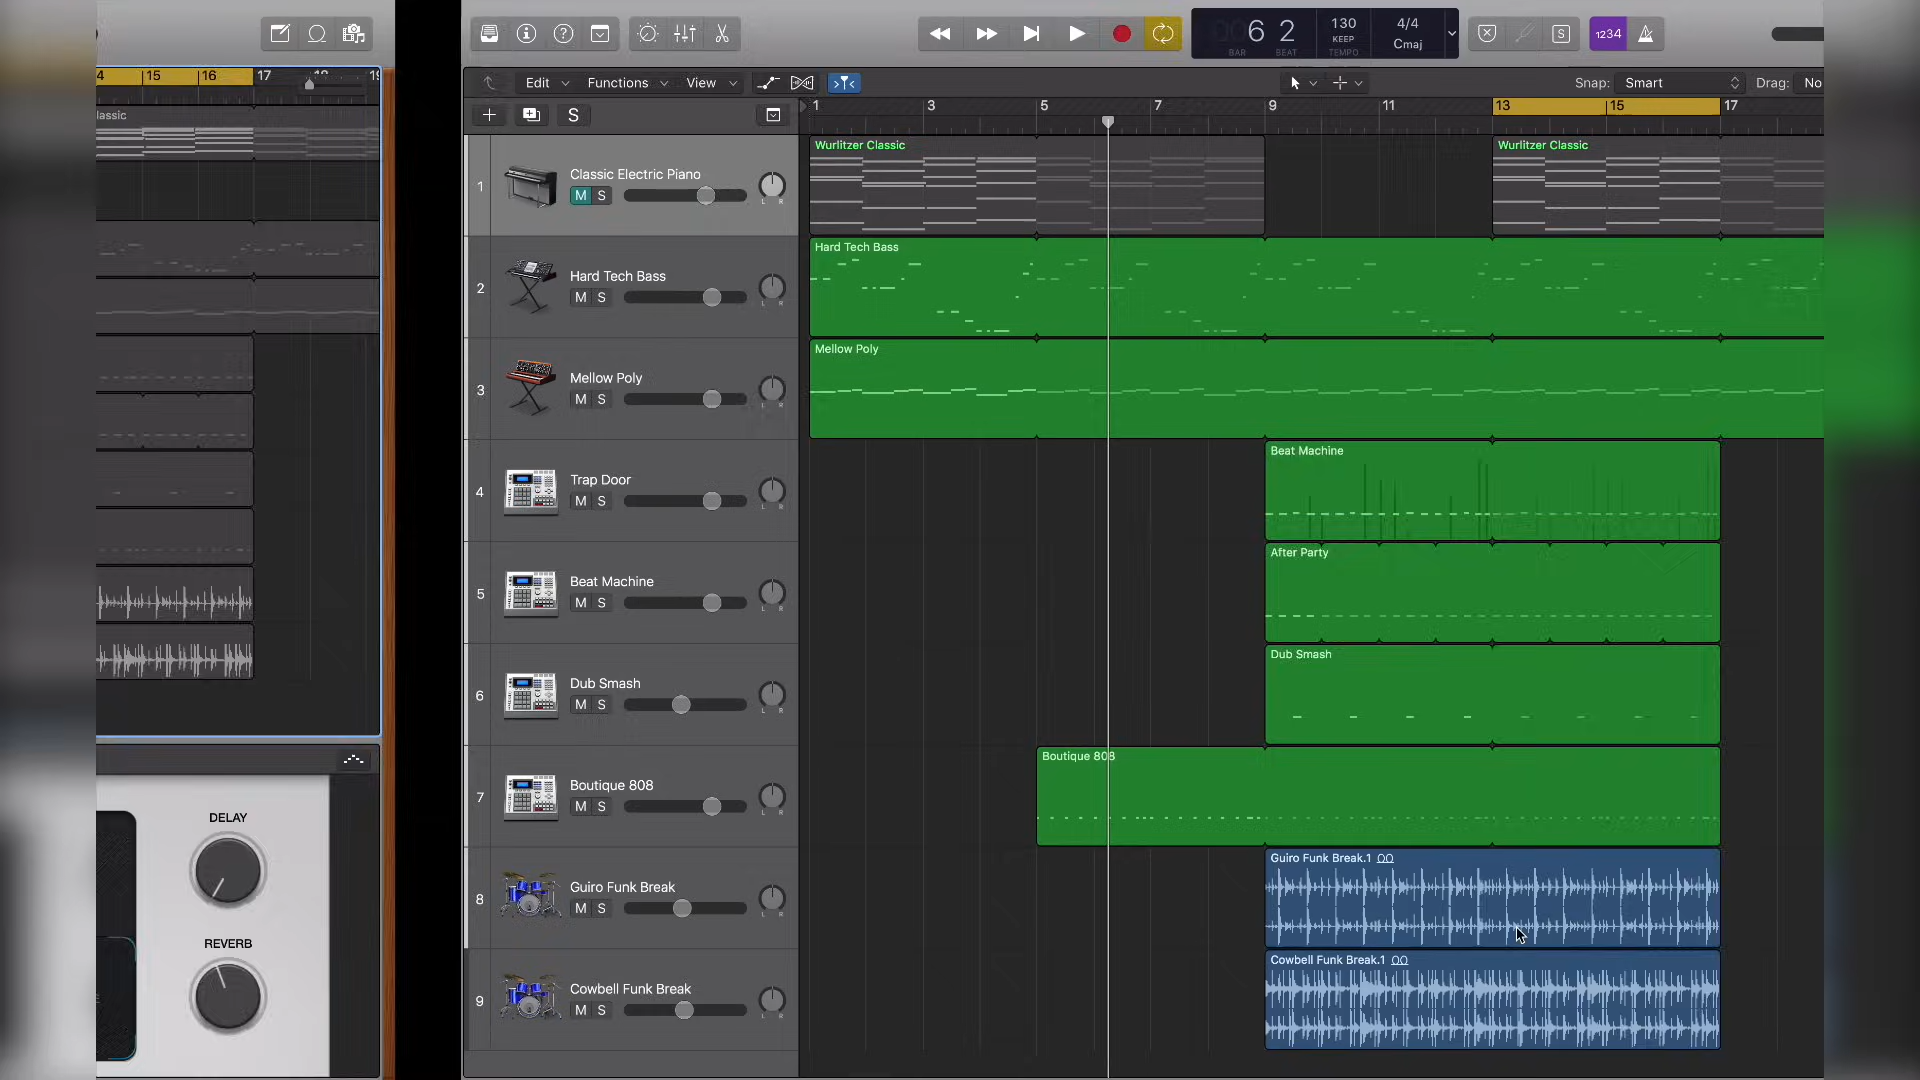 6 2
BAR BEAT
130
KEEP
TEMPO
4/4
Cmaj
S
1234
4 15 16 17 18 19
Edit Functions View
Snap: Smart
Drag: No
S
1 3 5 7 9 11 13 15 17
lassic
1 Classic Electric Piano
M S
L R
Wurlitzer Classic
Wurlitzer Classic
2 Hard Tech Bass
M S
L R
Hard Tech Bass
3 Mellow Poly
M S
L R
Mellow Poly
4 Trap Door
M S
L R
Beat Machine
5 Beat Machine
M S
L R
After Party
6 Dub Smash
M S
L R
Dub Smash
7 Boutique 808
M S
L R
Boutique 808
8 Guiro Funk Break
M S
L R
Guiro Funk Break.1
9 Cowbell Funk Break
M S
L R
Cowbell Funk Break.1
DELAY
REVERB